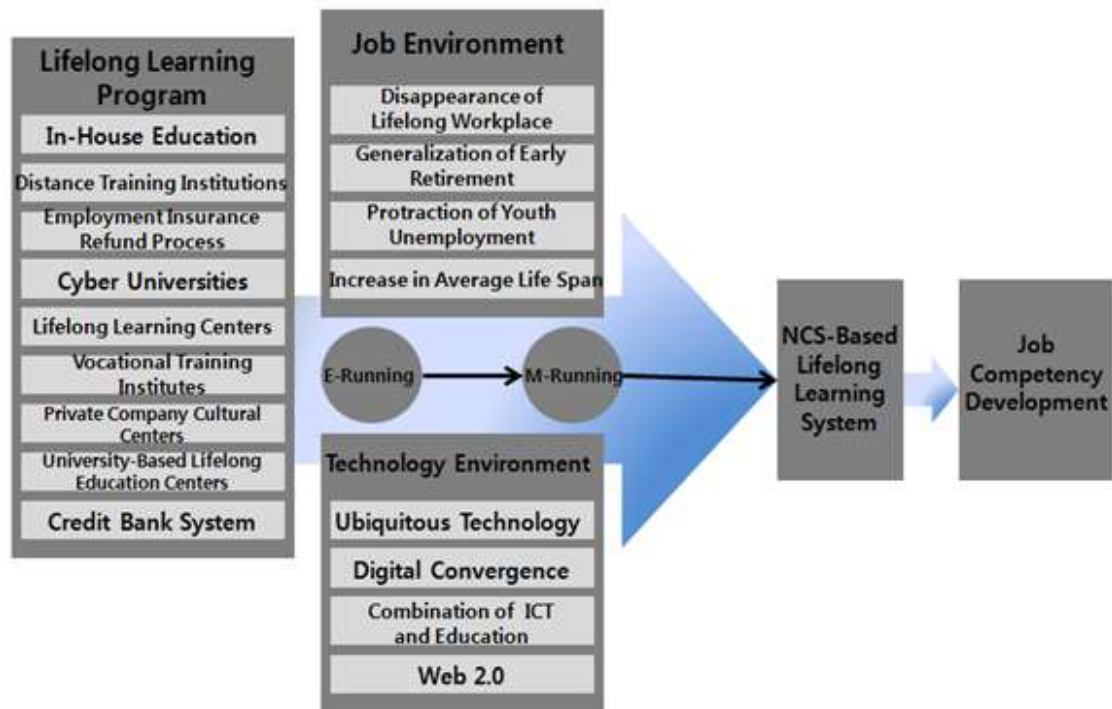 Lifelong Learning
Program
In-House Education
Distance Training Institutions
Employment Insurance
Refund Process
Cyber Universities
Lifelong Learning Centers
Vocational Training
Institutes
Private Company Cultural
Centers
University-Based Lifelong
Education Centers
Credit Bank System
Job Environment
Disappearance of
Lifelong Workplace
Generalization of Early
Retirement
Protraction of Youth
Unemployment
Increase in Average Life Span
E-Running
M-Running
Technology Environment
Ubiquitous Technology
Digital Convergence
Combination of ICT
and Education
Web 2.0
NCS-Based
Lifelong
Learning
System
Job
Competency
Development